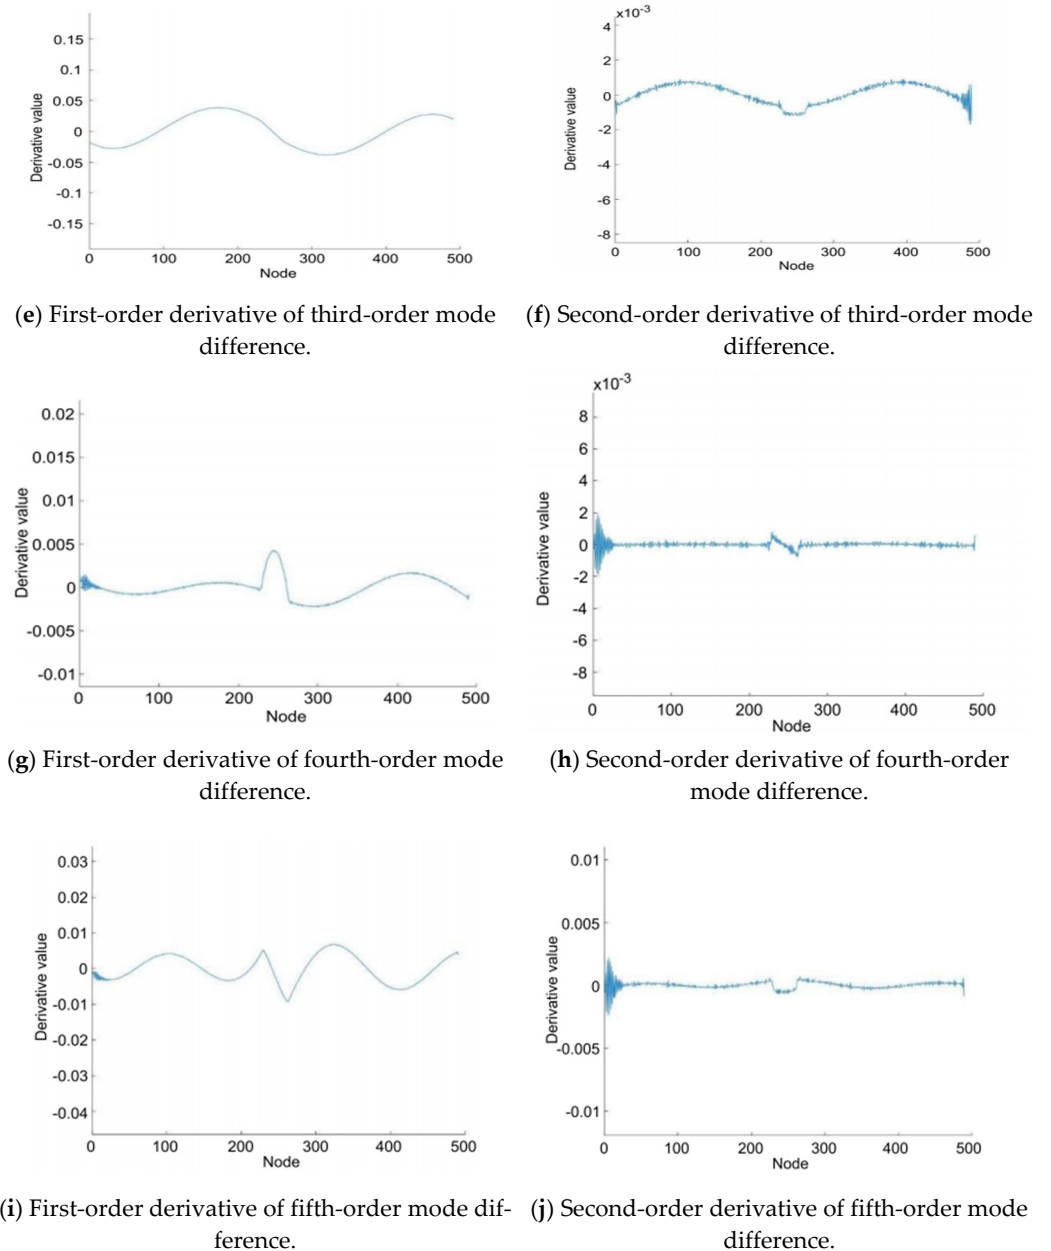 0.15
0.1
0.05
0
-0.05
-0.1
-0.15
Derivative value
0 100 200 300 400 500
Node
x10-3
4
2
0
-2
-4
-6
-8
Derivative value
0 100 200 300 400 500
Node
(e) First-order derivative of third-order mode
difference.
(f) Second-order derivative of third-order mode
difference.
0.02
0.015
0.01
0.005
0
-0.005
-0.01
Derivative value
0 100 200 300 400 500
Node
x10-3
8
6
4
2
0
-2
-4
-6
-8
Derivative value
0 100 200 300 400 500
Node
(g) First-order derivative of fourth-order mode
difference.
(h) Second-order derivative of fourth-order
mode difference.
0.03
0.02
0.01
0
-0.01
-0.02
-0.03
-0.04
Derivative value
0 100 200 300 400 500
Node
0.01
0.005
0
-0.005
-0.01
Derivative value
0 100 200 300 400 500
Node
(i) First-order derivative of fifth-order mode dif-
ference.
(j) Second-order derivative of fifth-order mode
difference.